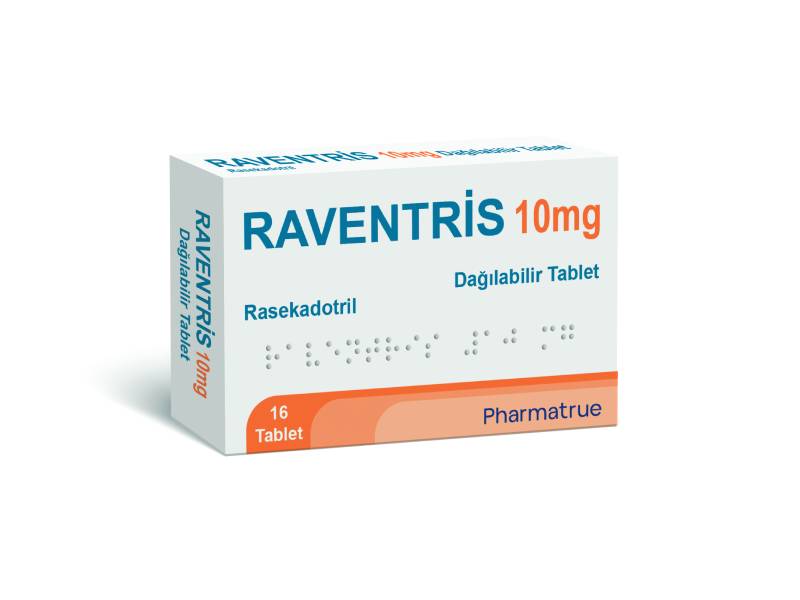 RAVENTRİS 10mg Dağılabilir Tablet
Rasekadotril
RAVENTRİS 10mg
Dağılabilir Tablet
RAVENTRİS 10mg
Dağılabilir Tablet
Rasekadotril
16
Tablet
Pharmatrue